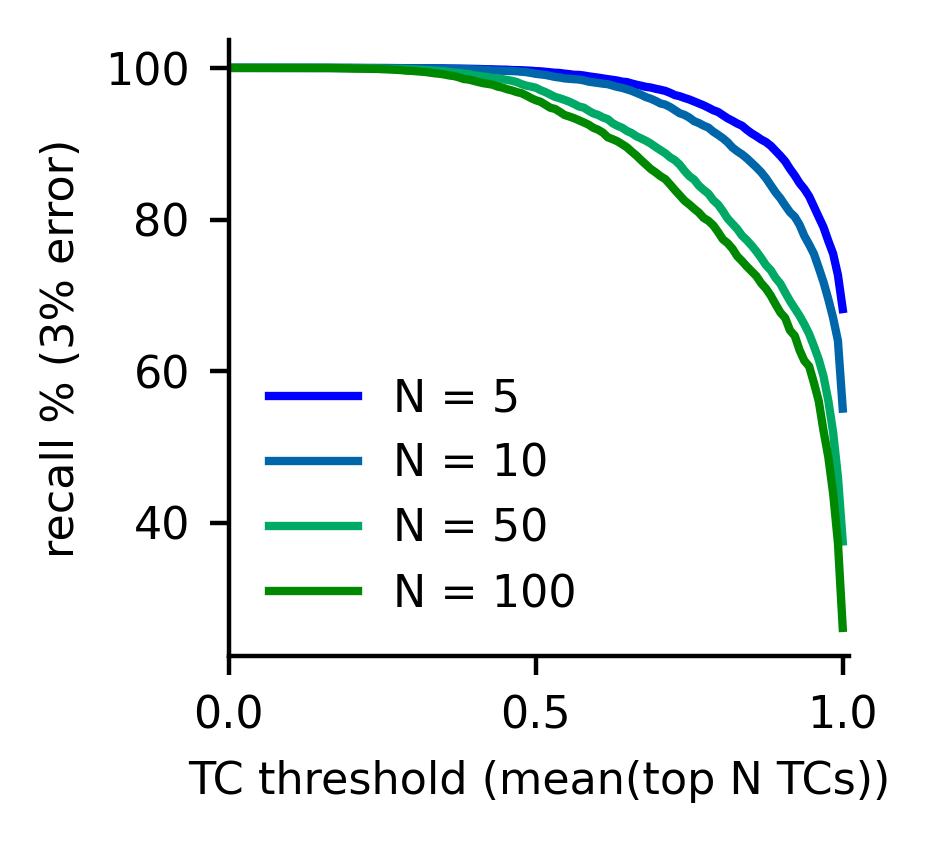 recall % (3% error)
100
80
60
40
N = 5
N = 10
N = 50
N = 100
0.0 0.5 1.0
TC threshold (mean(top N TCs))